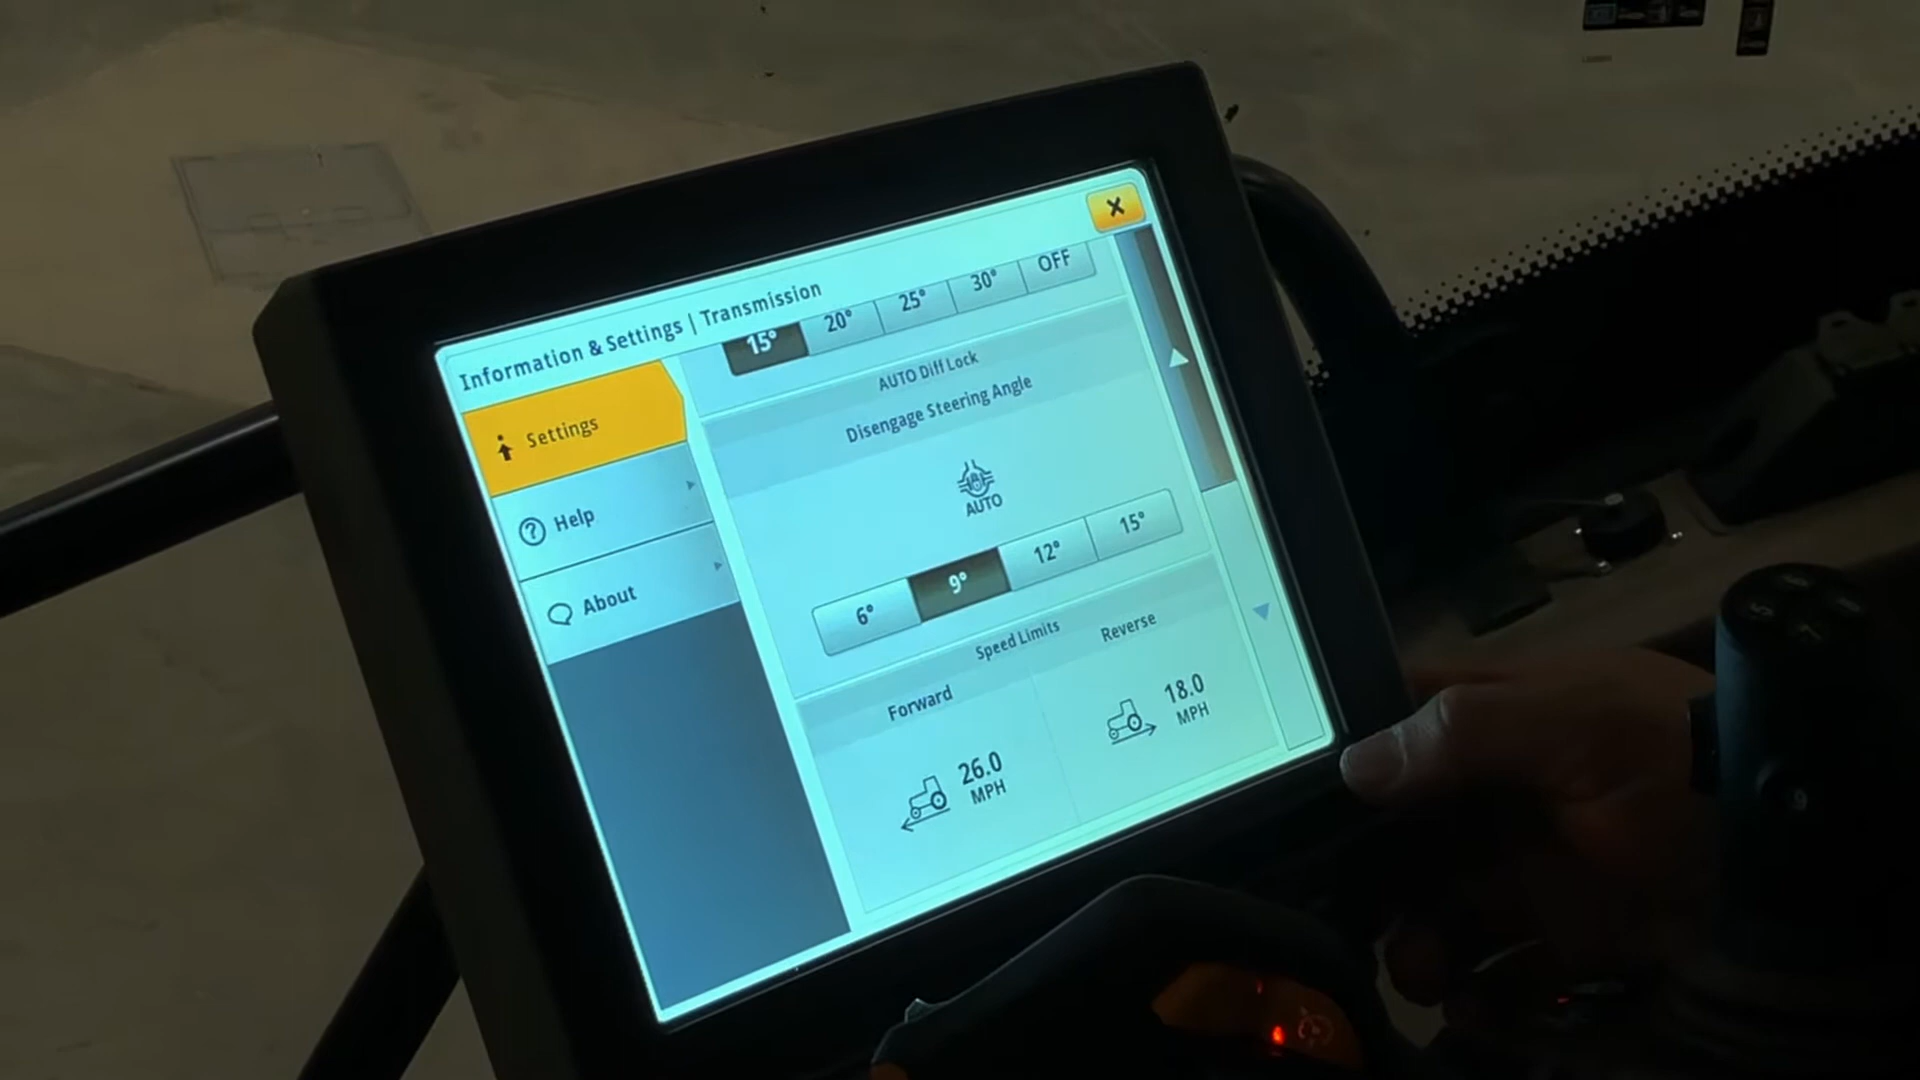 Information & Settings | Transmission
Settings
Help
About
15° 20° 25° 30° OFF
AUTO Diff Lock
Disengage Steering Angle
AUTO
6° 9° 12° 15°
Speed Limits
Forward
26.0
MPH
Reverse
18.0
MPH